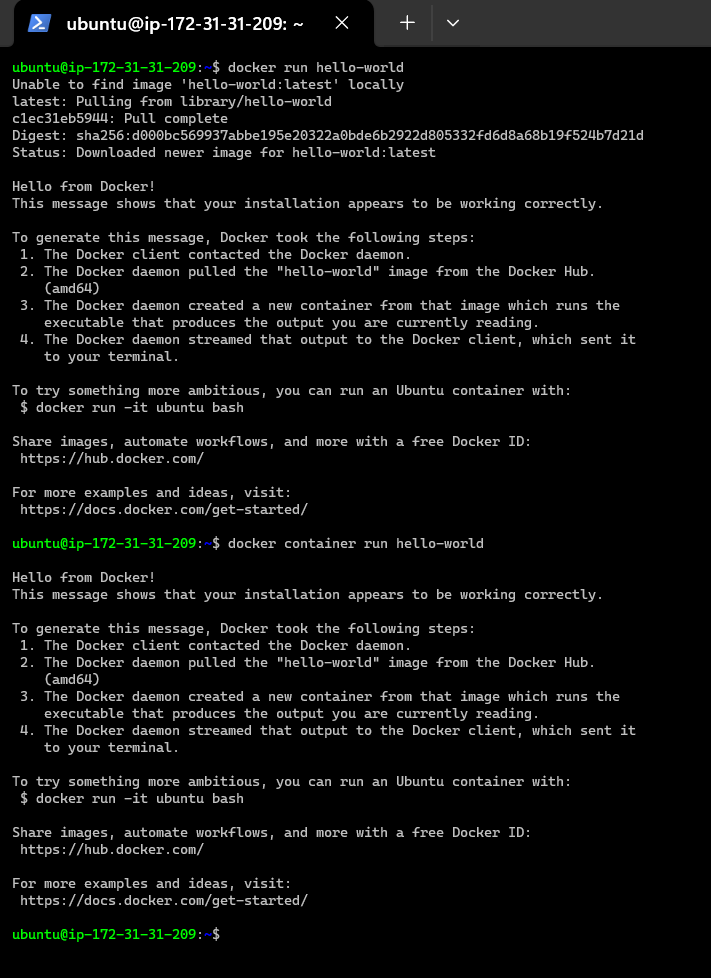 ubuntu@ip-172-31-31-209: ~
ubuntu@ip-172-31-31-209:~$ docker run hello-world
Unable to find image 'hello-world:latest' locally
latest: Pulling from library/hello-world
c1ec31eb5944: Pull complete
Digest: sha256:d000bc569937abbe195e20322a0bde6b2922d805332fd6d8a68b19f524b7d21d
Status: Downloaded newer image for hello-world:latest

Hello from Docker!
This message shows that your installation appears to be working correctly.

To generate this message, Docker took the following steps:
 1. The Docker client contacted the Docker daemon.
 2. The Docker daemon pulled the "hello-world" image from the Docker Hub.
    (amd64)
 3. The Docker daemon created a new container from that image which runs the
    executable that produces the output you are currently reading.
 4. The Docker daemon streamed that output to the Docker client, which sent it
    to your terminal.

To try something more ambitious, you can run an Ubuntu container with:
 $ docker run -it ubuntu bash

Share images, automate workflows, and more with a free Docker ID:
 https://hub.docker.com/

For more examples and ideas, visit:
 https://docs.docker.com/get-started/

ubuntu@ip-172-31-31-209:~$ docker container run hello-world

Hello from Docker!
This message shows that your installation appears to be working correctly.

To generate this message, Docker took the following steps:
 1. The Docker client contacted the Docker daemon.
 2. The Docker daemon pulled the "hello-world" image from the Docker Hub.
    (amd64)
 3. The Docker daemon created a new container from that image which runs the
    executable that produces the output you are currently reading.
 4. The Docker daemon streamed that output to the Docker client, which sent it
    to your terminal.

To try something more ambitious, you can run an Ubuntu container with:
 $ docker run -it ubuntu bash

Share images, automate workflows, and more with a free Docker ID:
 https://hub.docker.com/

For more examples and ideas, visit:
 https://docs.docker.com/get-started/

ubuntu@ip-172-31-31-209:~$